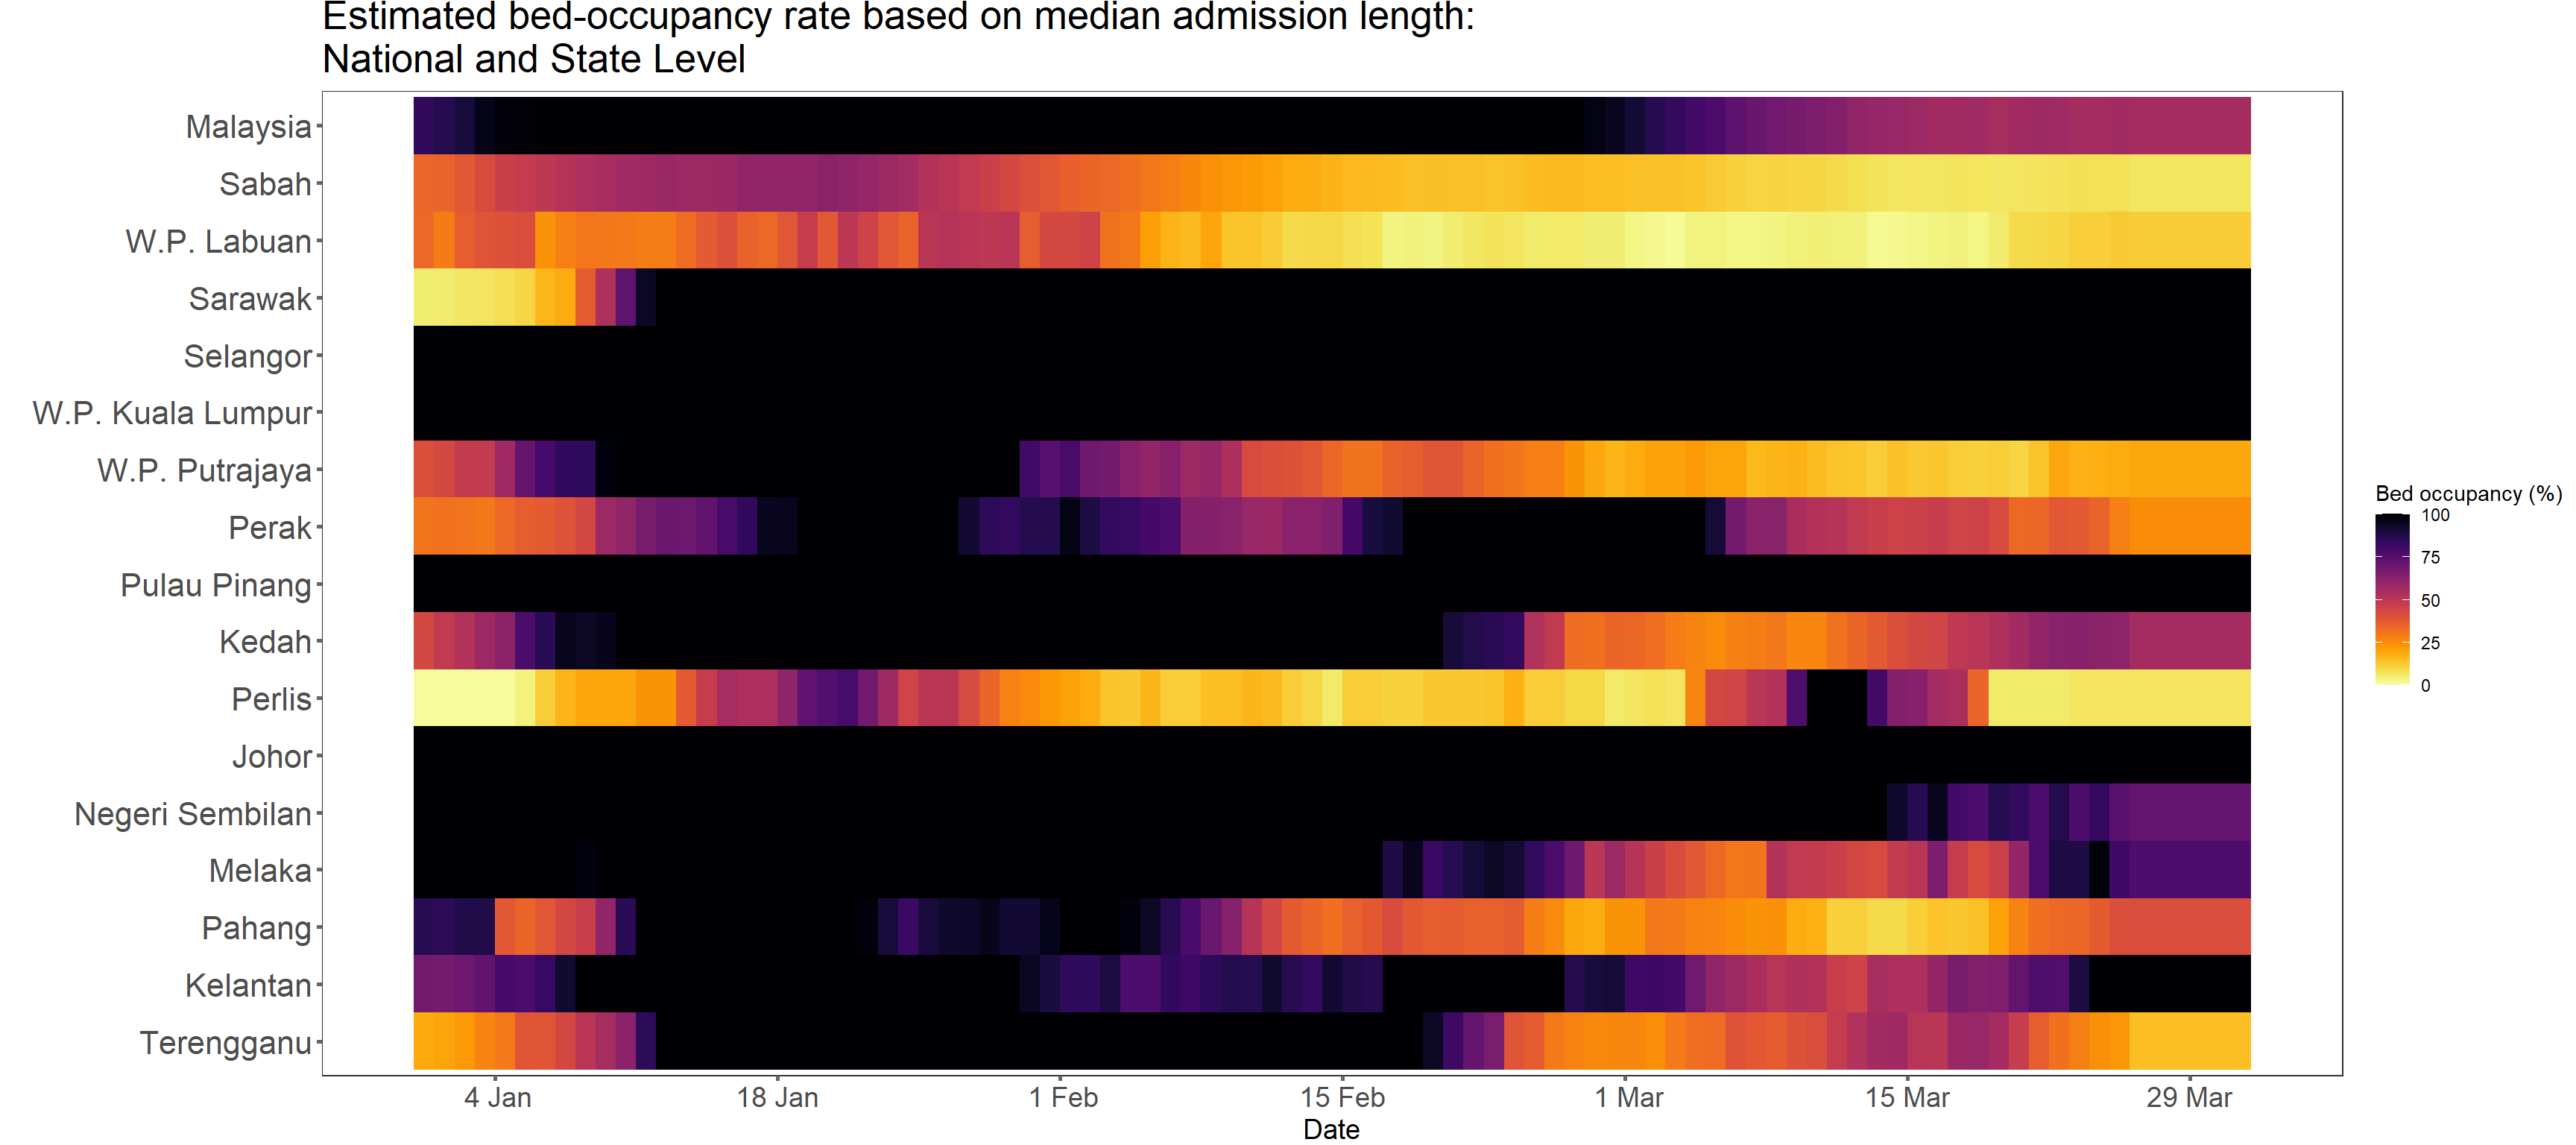 Estimated bed-occupancy rate based on median admission length:
National and State Level
Malaysia
Sabah
W.P. Labuan
Sarawak
Selangor
W.P. Kuala Lumpur
W.P. Putrajaya
Perak
Pulau Pinang
Kedah
Perlis
Johor
Negeri Sembilan
Melaka
Pahang
Kelantan
Terengganu
4 Jan
18 Jan
1 Feb
15 Feb
1 Mar
15 Mar
29 Mar
Date
Bed occupancy (%)
100
75
50
25
0